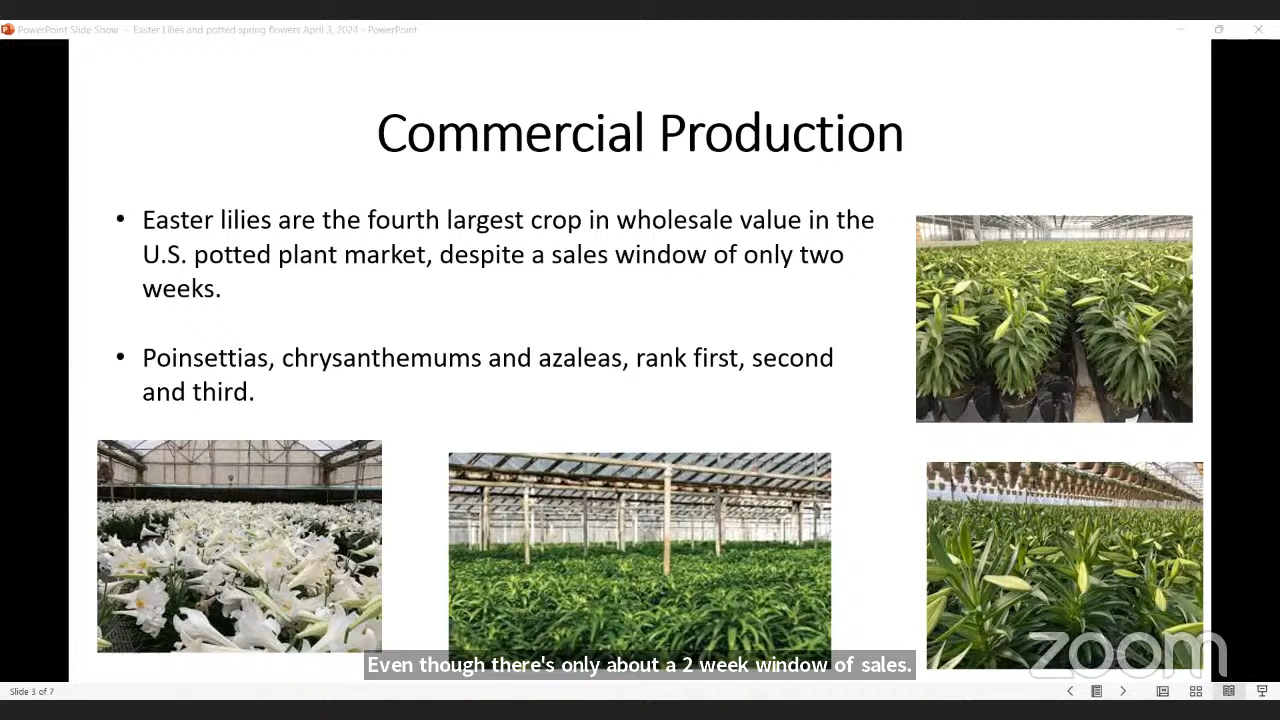 PowerPoint Slide Show - Easter Lilies and potted spring flowers April 3, 2024 - PowerPoint
Commercial Production
• Easter lilies are the fourth largest crop in wholesale value in the
U.S. potted plant market, despite a sales window of only two
weeks.
• Poinsettias, chrysanthemums and azaleas, rank first, second
and third.
Even though there's only about a 2 week window of sales.
zoom
Slide 3 of 7